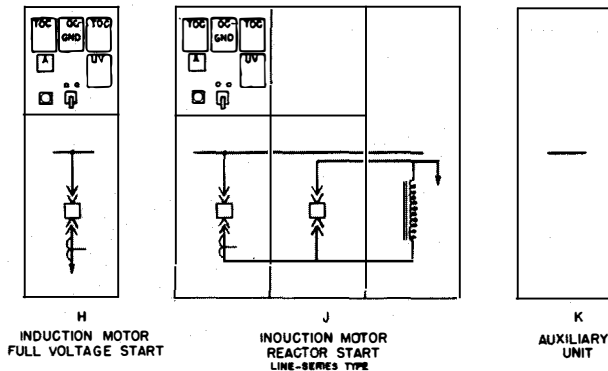 TOC OC TOC
GND
A UV
TOC OC TOC
GND
A UV
H
INDUCTION MOTOR
FULL VOLTAGE START
J
INOUCTION MOTOR
REACTOR START
LINE-SERIES TYPE
K
AUXILIARY
UNIT